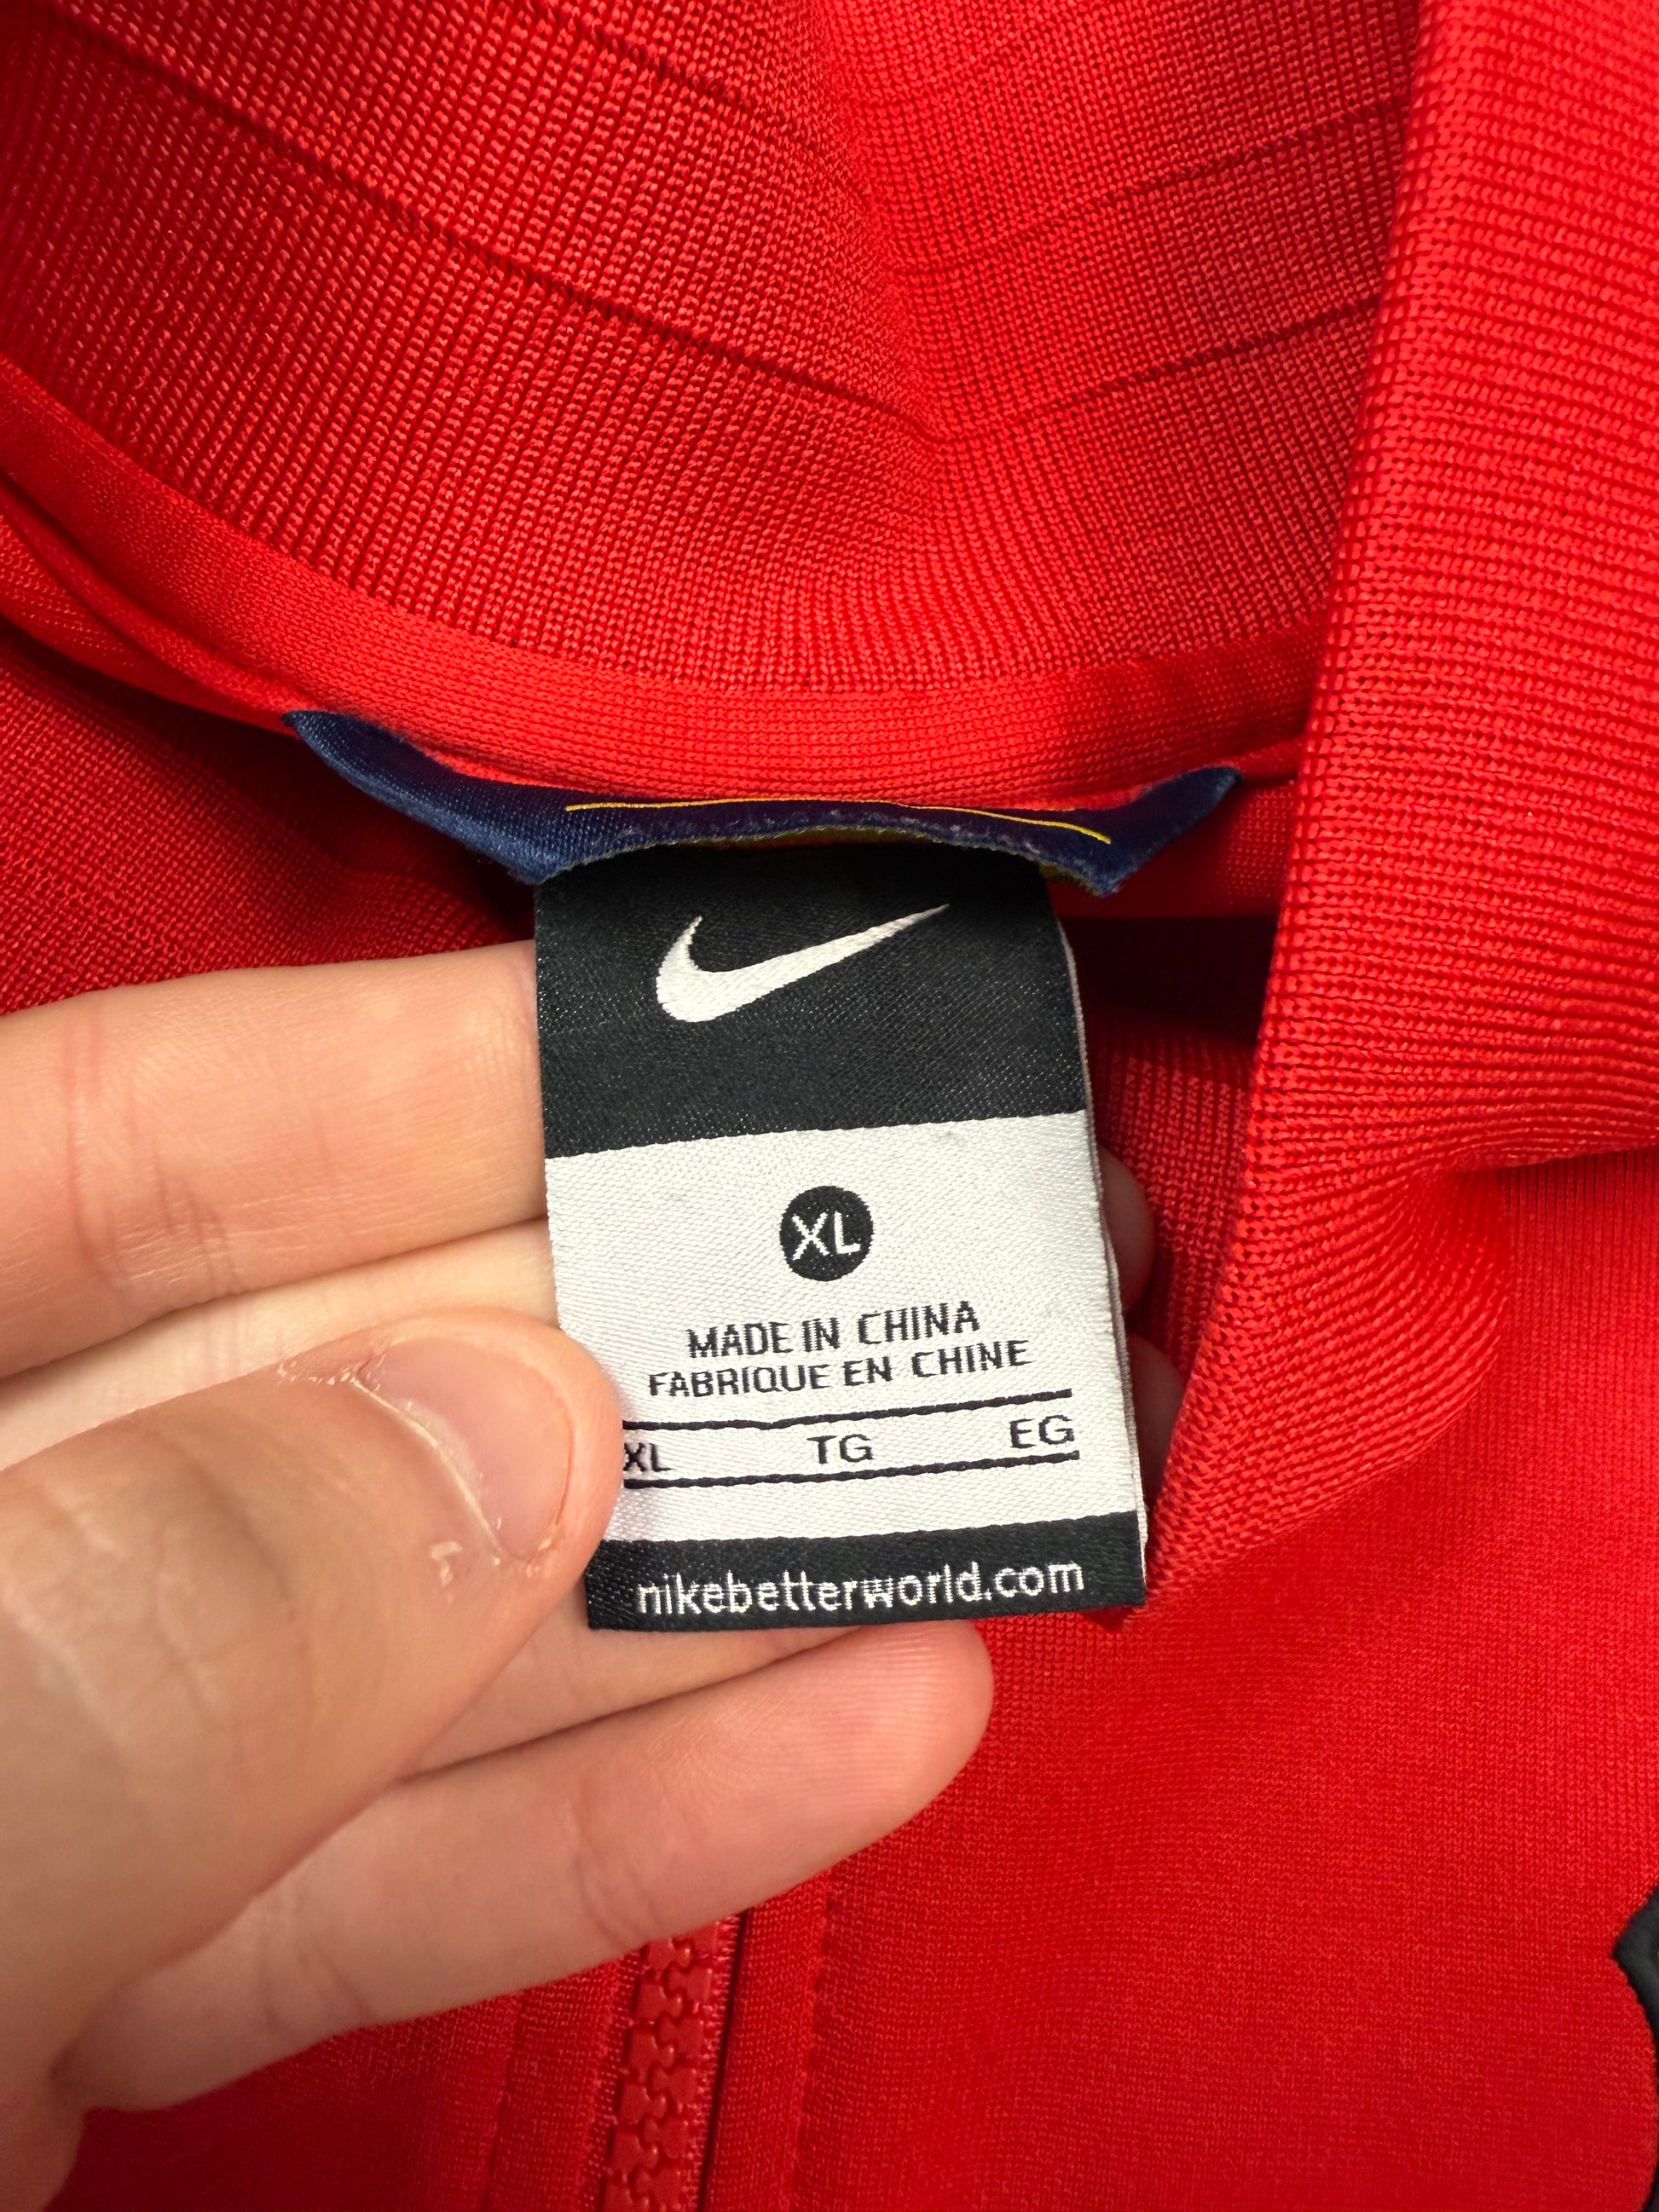 XL
MADE IN CHINA
FABRIQUE EN CHINE
XL TG EG
nikebetterworld.com